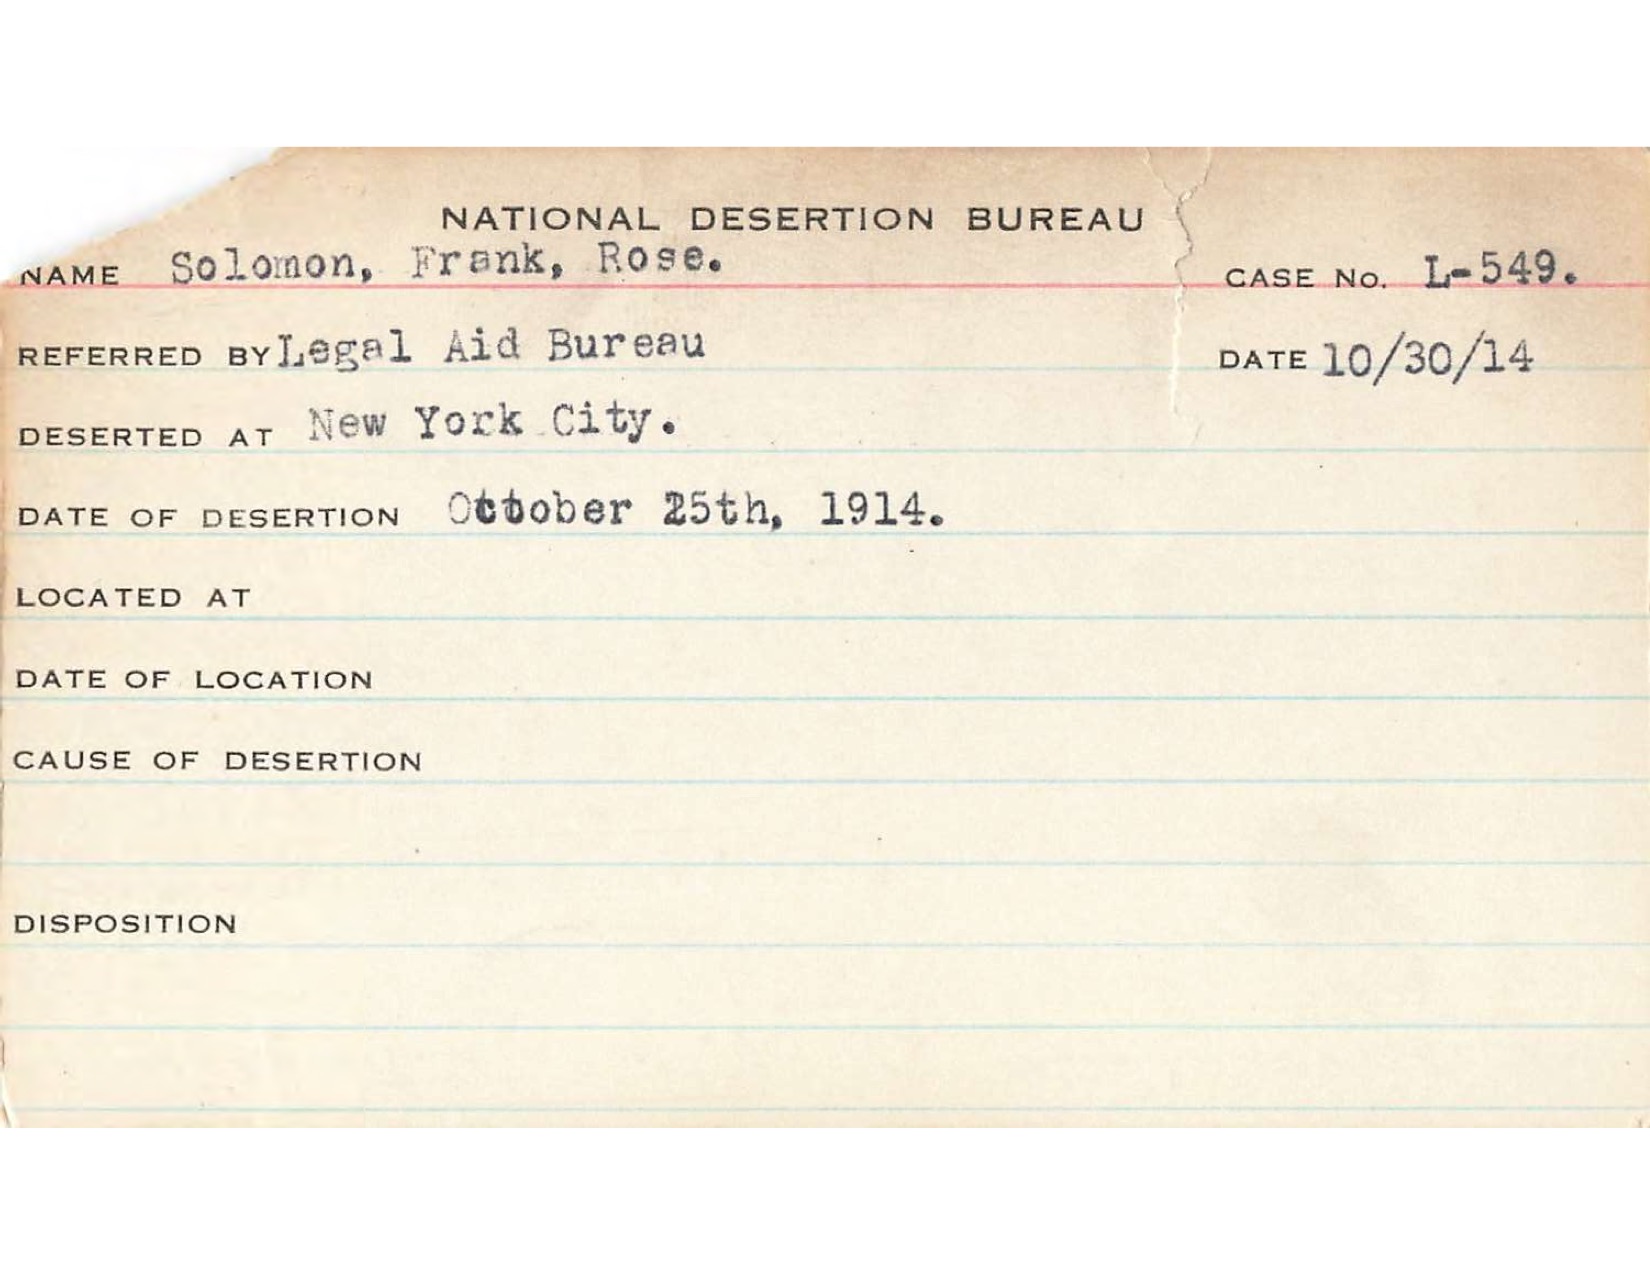 NATIONAL DESERTION BUREAU
NAME Solomon, Frank, Rose. CASE No. L-549.
REFERRED BY Legal Aid Bureau DATE 10/30/14
DESERTED AT New York City.
DATE OF DESERTION October 25th, 1914.
LOCATED AT
DATE OF LOCATION
CAUSE OF DESERTION
DISPOSITION